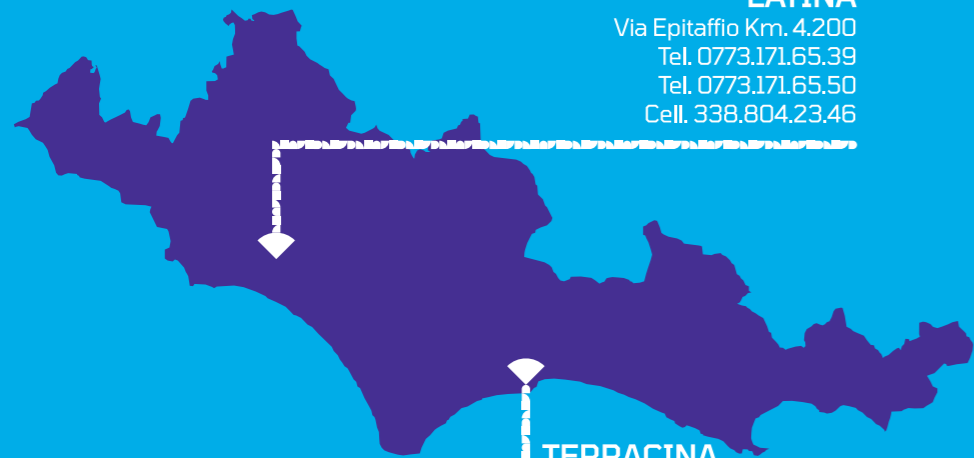 LATINA
Via Epitaffio Km. 4.200
Tel. 0773.171.65.39
Tel. 0773.171.65.50
Cell. 338.804.23.46
TERRACINA